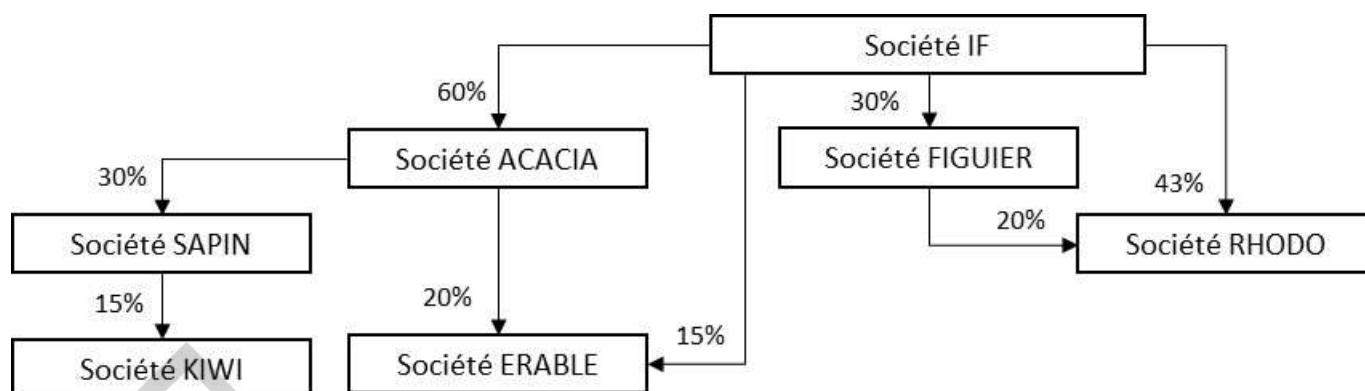 Société IF
60%
30%
Société ACACIA
Société FIGUIER
30%
43%
20%
Société SAPIN
Société RHODO
15%
20%
15%
Société KIWI
Société ERABLE